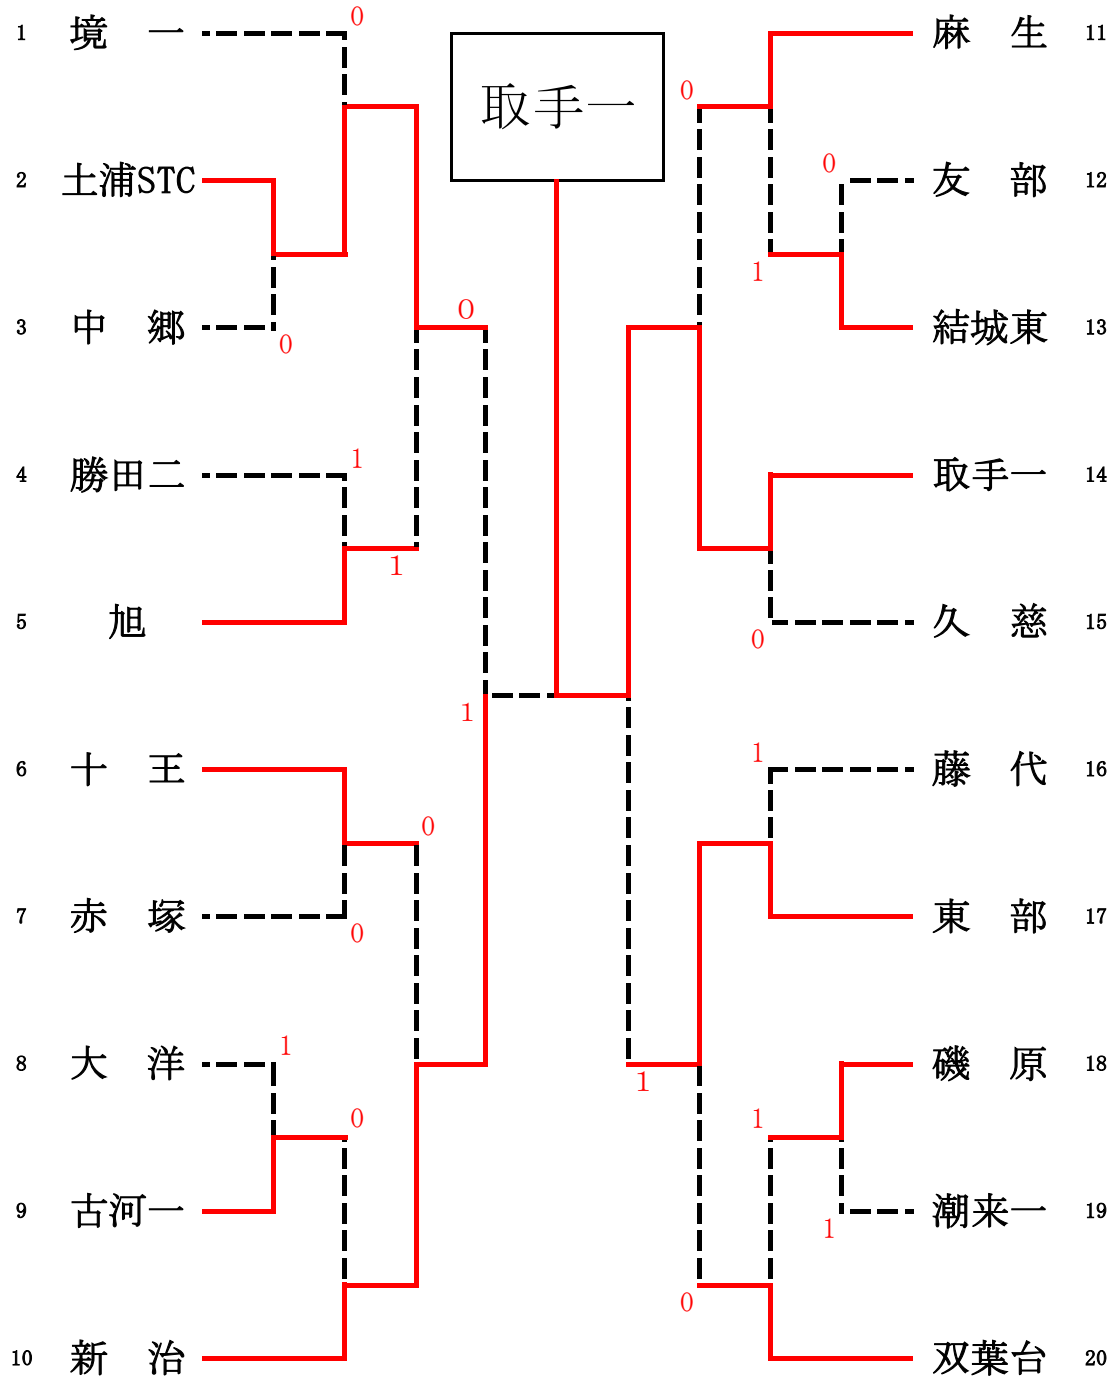 取手一
1 境 一
0
2 土浦STC
3 中 郷
0
0
4 勝田二
1
5 旭
1
6 十 王
0
7 赤 塚
0
1
8 大 洋
1
9 古河一
0
10 新 治
麻 生 11
0
友 部 12
0
結城東 13
1
取手一 14
久 慈 15
0
藤 代 16
1
東 部 17
磯 原 18
1
1
潮来一 19
1
双葉台 20
0